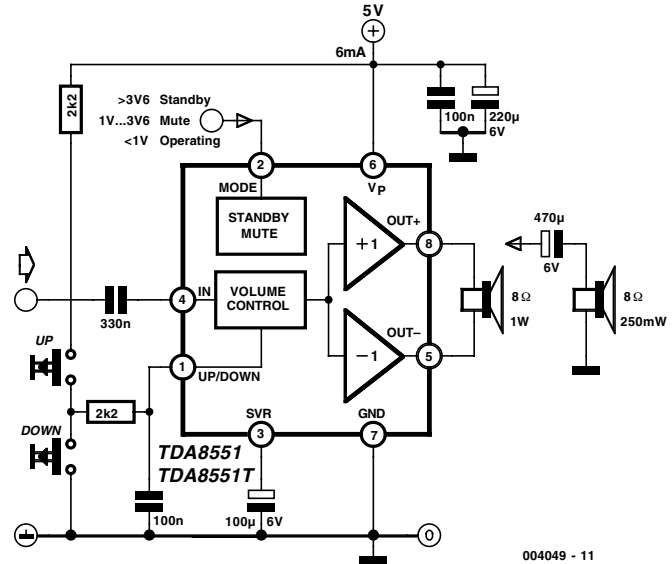 5V
6mA
2k2
>3V6 Standby
1V...3V6 Mute
<1V Operating
100n
220µ
6V
2
6
MODE
VP
STANDBY
MUTE
OUT+
+1
8
470µ
6V
4
IN
VOLUME
CONTROL
330n
8Ω
1W
8Ω
250mW
OUT–
–1
5
UP
1
UP/DOWN
2k2
DOWN
SVR
GND
3
7
TDA8551
TDA8551T
100n
100µ
6V
0
004049 - 11